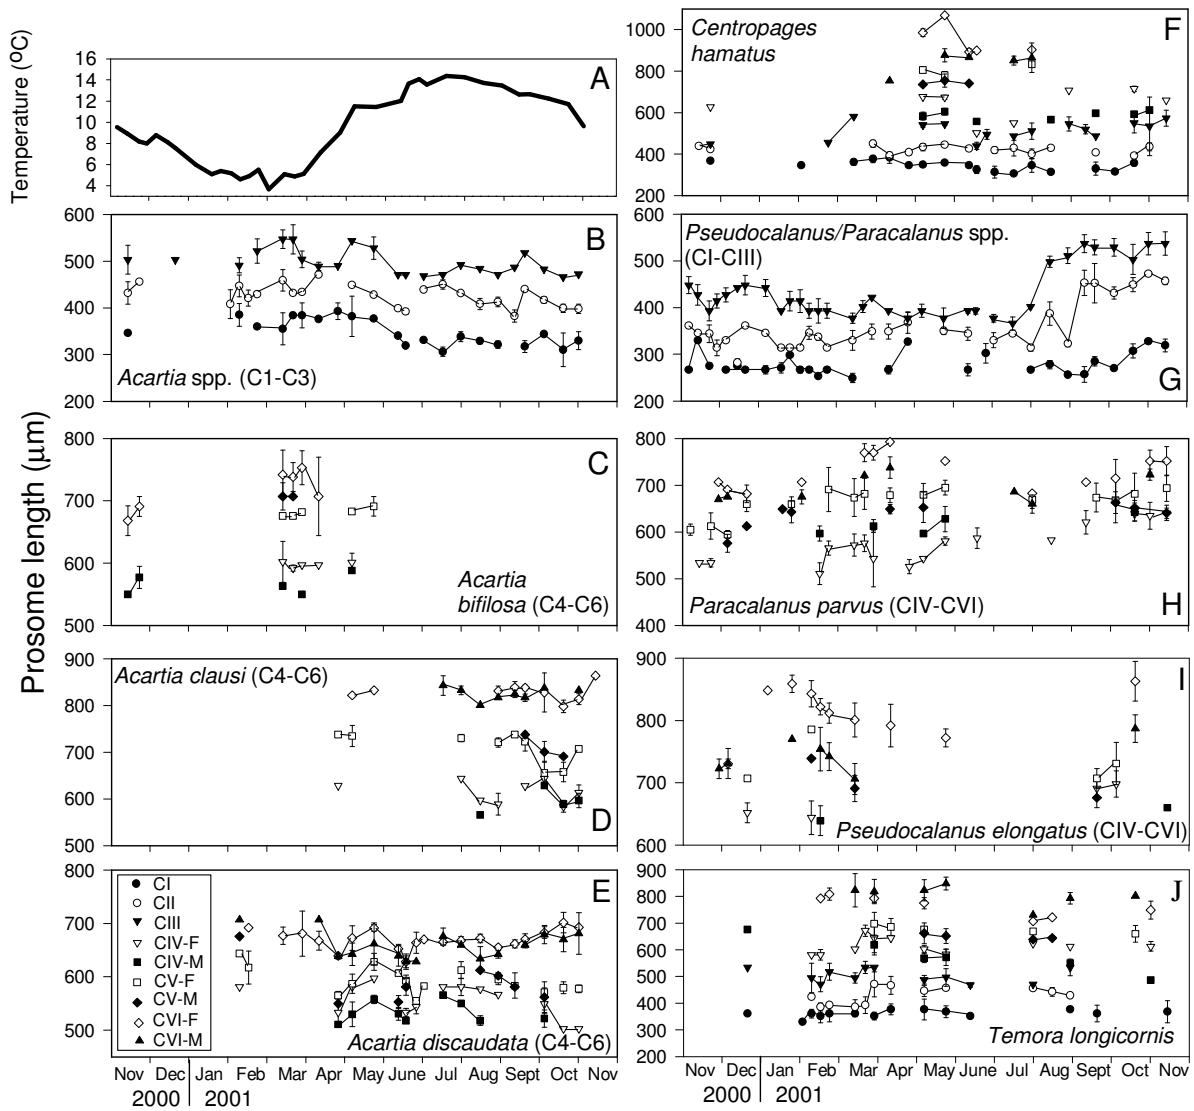 Temperature (°C)
16
14
12
10
8
6
4
A
Prosome length (µm)
600
500
400
300
200
B
Acartia spp. (C1-C3)
800
700
600
500
C
Acartia
bifilosa (C4-C6)
900
800
700
600
500
Acartia clausi (C4-C6)
D
800
700
600
500
E
CI
CII
CIII
CIV-F
CIV-M
CV-F
CV-M
CVI-F
CVI-M
Acartia discaudata (C4-C6)
Nov Dec Jan Feb Mar Apr May June Jul Aug Sept Oct Nov
2000 2001
1000
800
600
400
200
Centropages
hamatus
F
600
500
400
300
200
Pseudocalanus/Paracalanus spp.
(CI-CIII)
G
800
700
600
500
400
Paracalanus parvus (CIV-CVI)
H
900
800
700
600
I
Pseudocalanus elongatus (CIV-CVI)
900
800
700
600
500
400
300
200
J
Temora longicornis
Nov Dec Jan Feb Mar Apr May June Jul Aug Sept Oct Nov
2000 2001